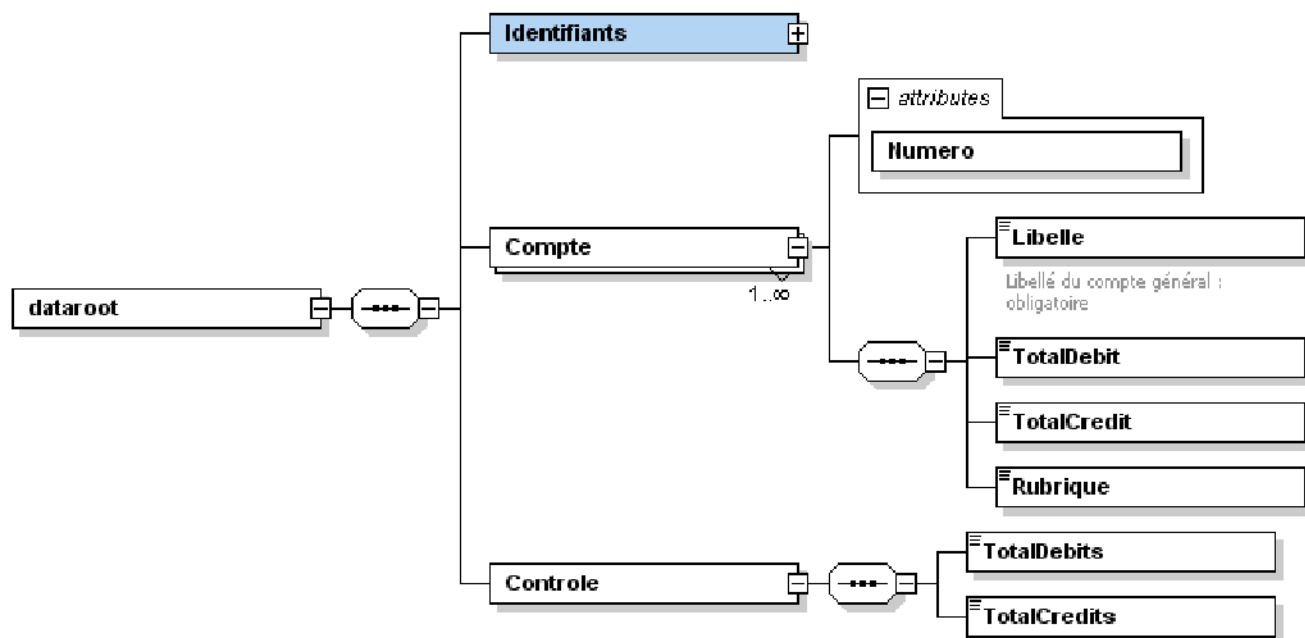 Identifiants
attributes
Numero
Libelle
Compte
Libellé du compte général :
1..∞
obligatoire
dataroot
TotalDebit
TotalCredit
Rubrique
TotalDebits
Controle
TotalCredits